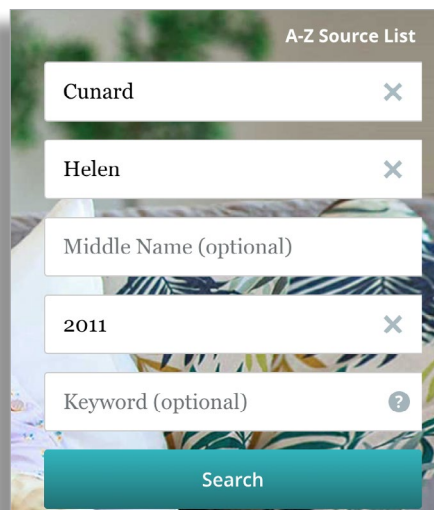 A-Z Source List
Cunard
Helen
Middle Name (optional)
2011
Keyword (optional)
?
Search